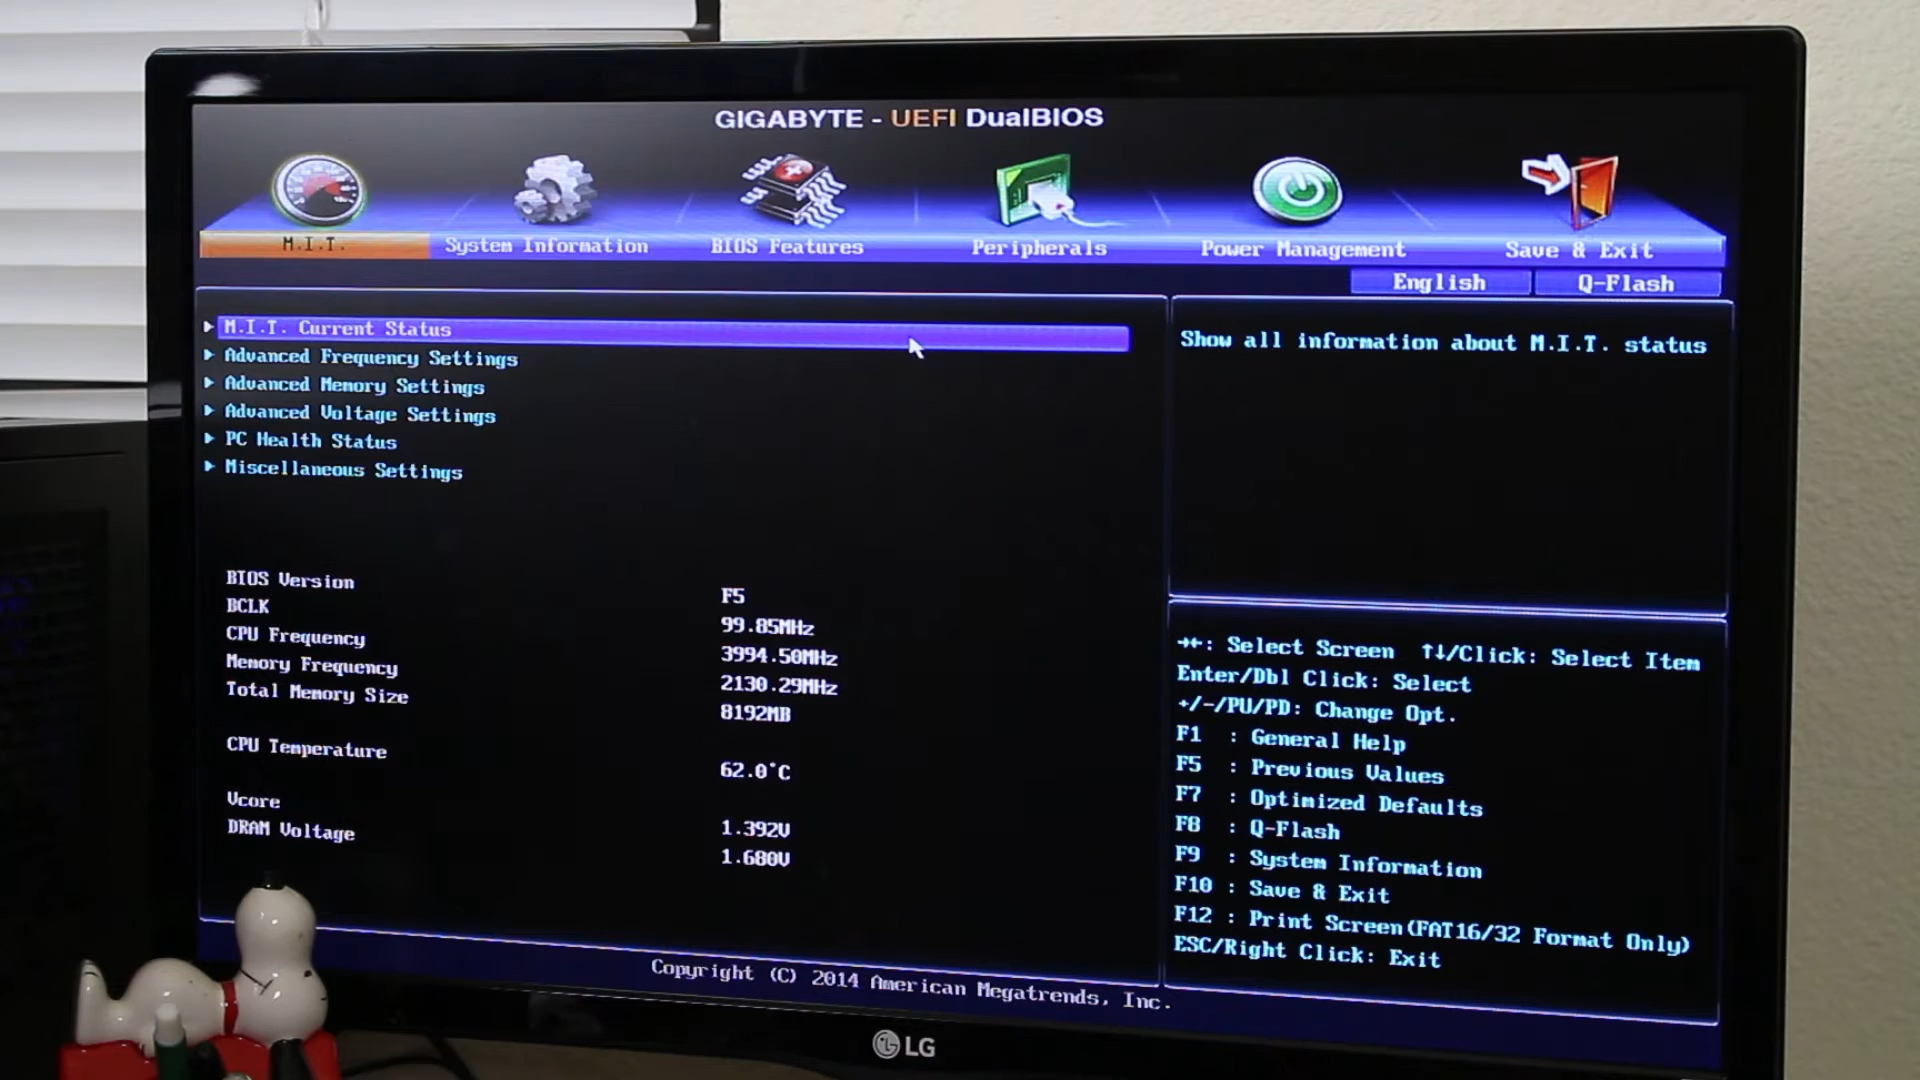 GIGABYTE - UEFI DualBIOS
M.I.T. System Information BIOS Features Peripherals Power Management Save & Exit
English Q-Flash
M.I.T. Current Status
Advanced Frequency Settings
Advanced Memory Settings
Advanced Voltage Settings
PC Health Status
Miscellaneous Settings
BIOS Version F5
BCLK 99.85MHz
CPU Frequency 3994.50MHz
Memory Frequency 2130.29MHz
Total Memory Size 8192MB
CPU Temperature 62.0°C
Vcore 1.392V
DRAM Voltage 1.680V
Show all information about M.I.T. status
→←: Select Screen ↑↓/Click: Select Item
Enter/Dbl Click: Select
+/-/PU/PD: Change Opt.
F1 : General Help
F5 : Previous Values
F7 : Optimized Defaults
F8 : Q-Flash
F9 : System Information
F10 : Save & Exit
F12 : Print Screen(FAT16/32 Format Only)
ESC/Right Click: Exit
Copyright (C) 2014 American Megatrends, Inc.
LG